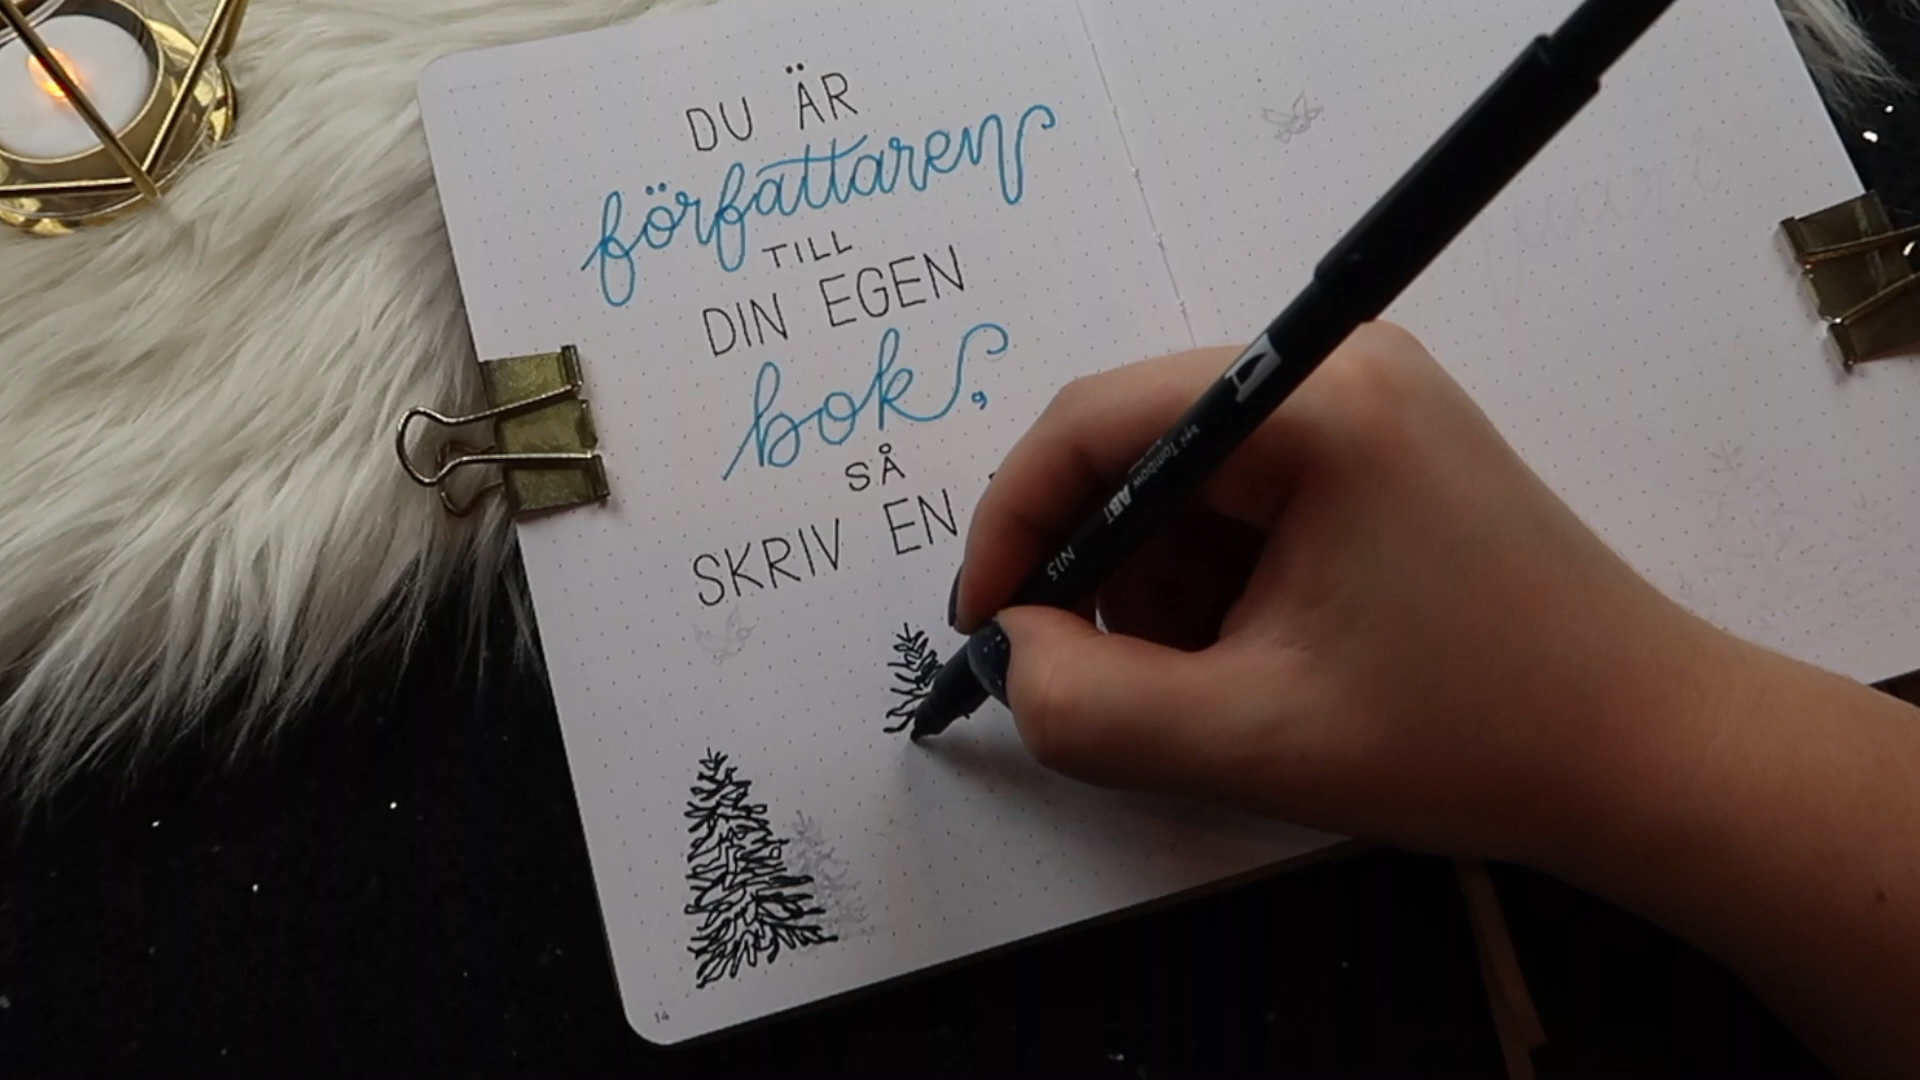 DU ÄR
författaren
TILL
DIN EGEN
bok,
SÅ
SKRIV EN
14
Tombow ABT
N15